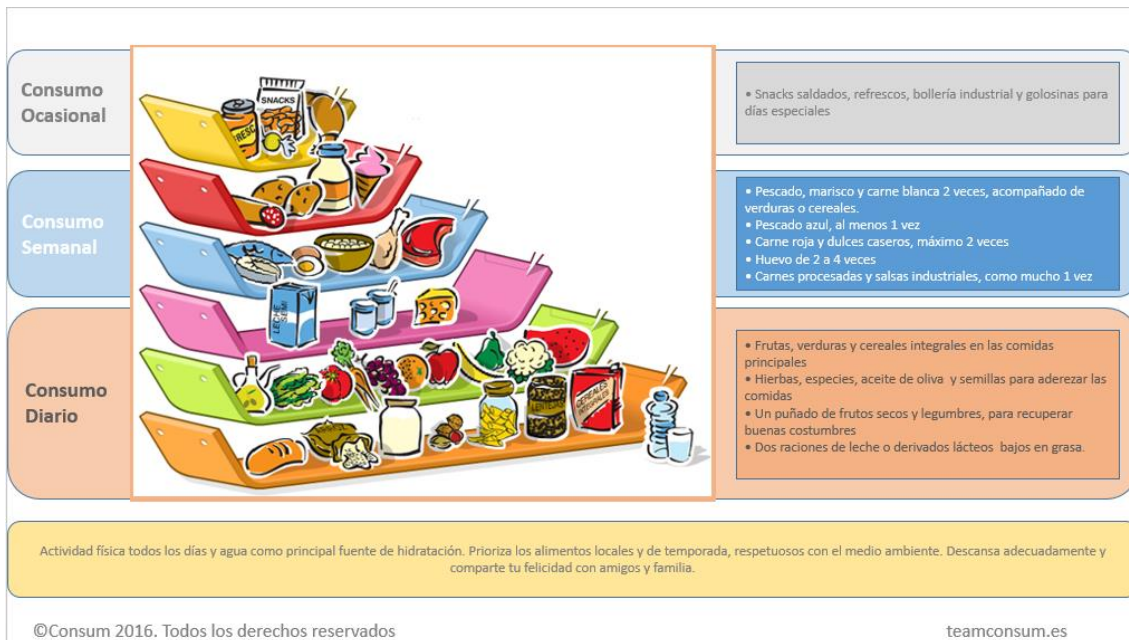 Consumo
Ocasional
SNACKS
FRESC
• Snacks saldados, refrescos, bollería industrial y golosinas para
días especiales
Consumo
Semanal
• Pescado, marisco y carne blanca 2 veces, acompañado de
verduras o cereales.
• Pescado azul, al menos 1 vez
• Carne roja y dulces caseros, máximo 2 veces
• Huevo de 2 a 4 veces
• Carnes procesadas y salsas industriales, como mucho 1 vez
LECHE
SEMI
Consumo
Diario
LENTEJAS
CEREALES
INTEGRALES
• Frutas, verduras y cereales integrales en las comidas
principales
• Hierbas, especies, aceite de oliva y semillas para aderezar las
comidas
• Un puñado de frutos secos y legumbres, para recuperar
buenas costumbres
• Dos raciones de leche o derivados lácteos bajos en grasa.
Actividad física todos los días y agua como principal fuente de hidratación. Prioriza los alimentos locales y de temporada, respetuosos con el medio ambiente. Descansa adecuadamente y
comparte tu felicidad con amigos y familia.
©Consum 2016. Todos los derechos reservados
teamconsum.es